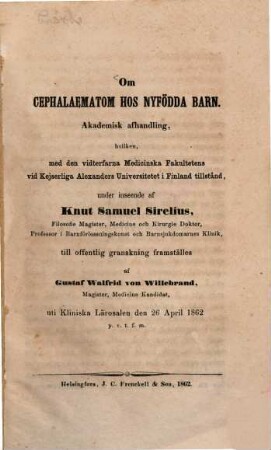 Om
CEPHALAEMATOM HOS NYFÖDDA BARN.
Akademisk afhandling,
hvilken,
med den vidterfarna Medicinska Fakultetens
vid Kejserliga Alexanders Universitetet i Finland tillstånd,
under inseende af
Knut Samuel Sirelius,
Filosofie Magister, Medicine och Kirurgie Doktor,
Professor i Barnförlossningskonst och Barnsjukdomarnes Klinik,
till offentlig granskning framställes
af
Gustaf Walfrid von Willebrand,
Magister, Medicine Kandidat,
uti Kliniska Lärosalen den 26 April 1862
p. v. t. f. m.
Helsingfors, J. C. Frenckell & Son, 1862.